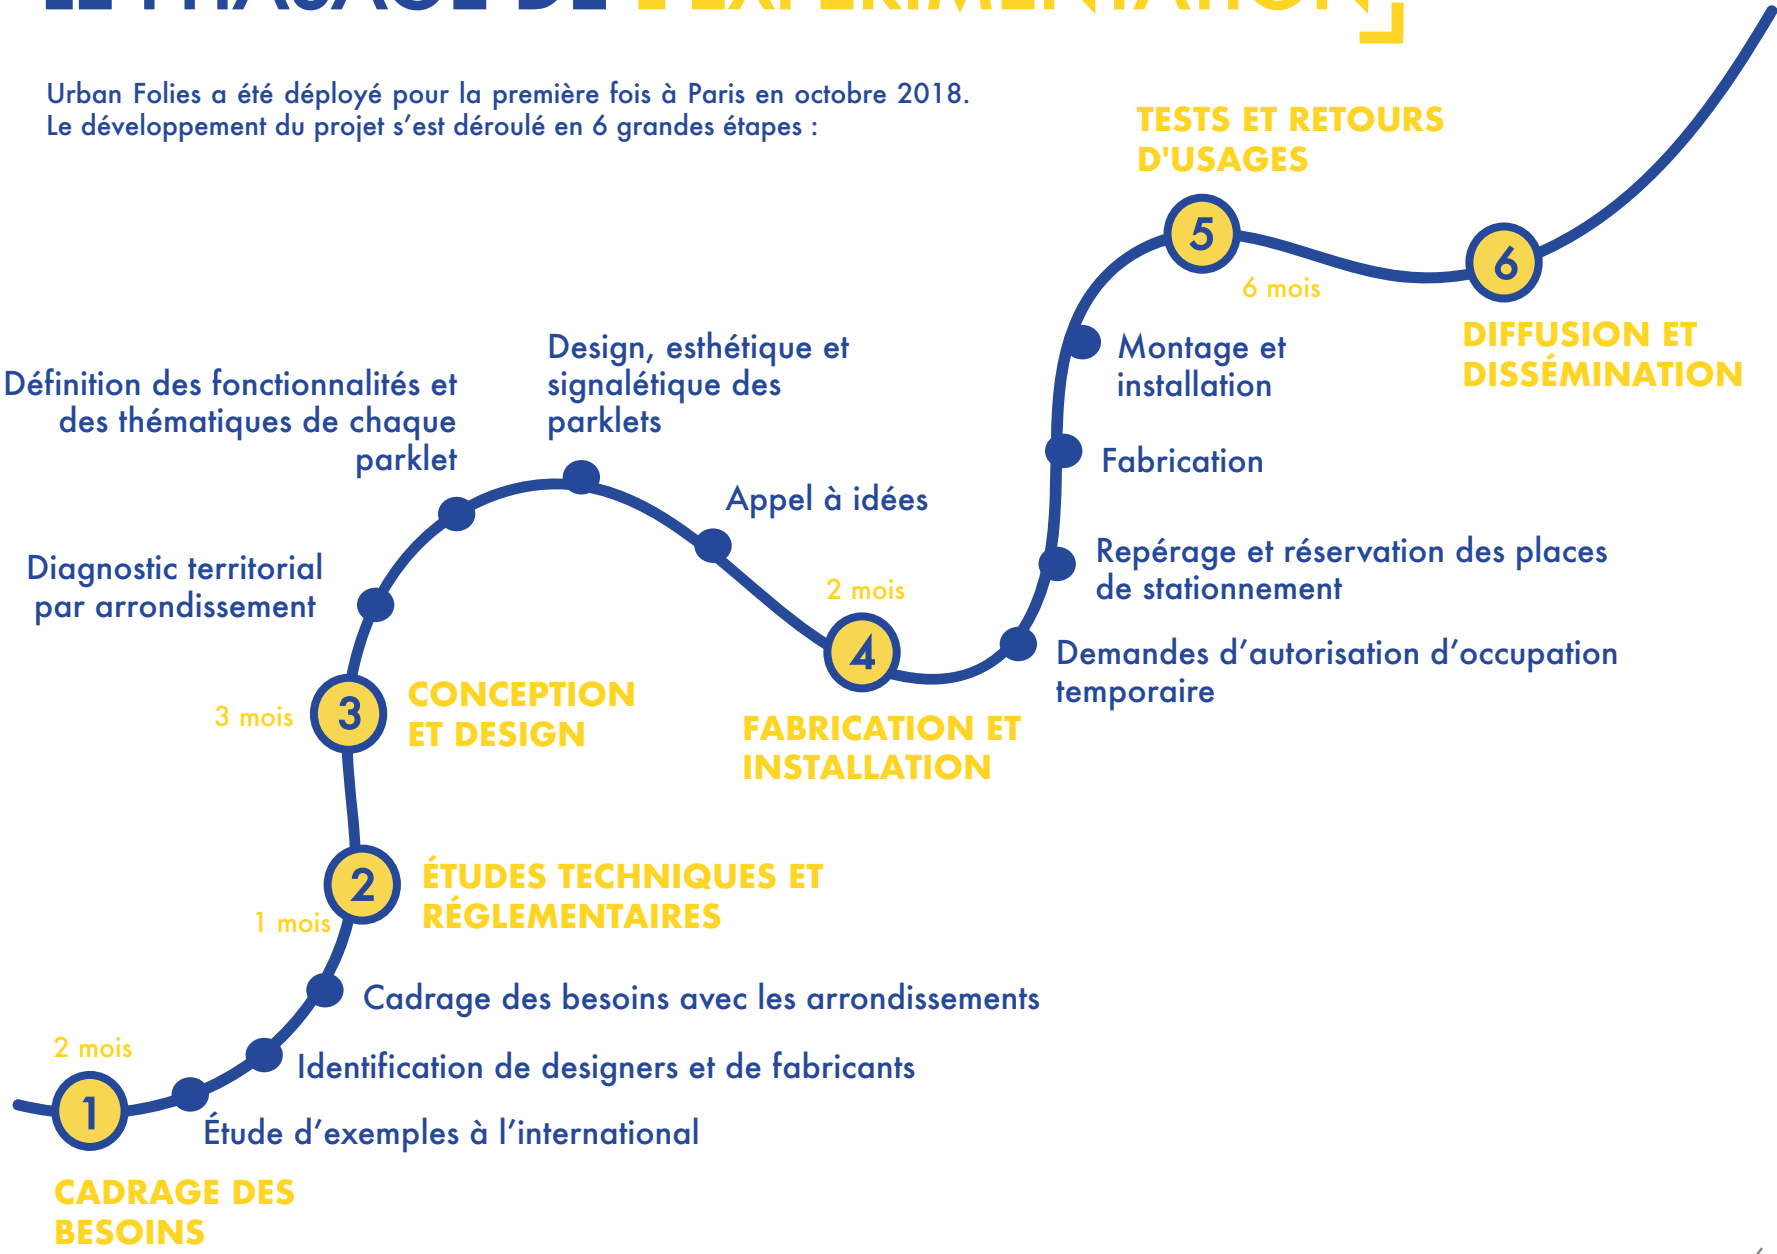 LE PHASAGE DE L'EXPÉRIMENTATION
Urban Folies a été déployé pour la première fois à Paris en octobre 2018.
Le développement du projet s’est déroulé en 6 grandes étapes :
TESTS ET RETOURS
D'USAGES
5
6 mois
6
DIFFUSION ET
DISSÉMINATION
Montage et
installation
Fabrication
Repérage et réservation des places
de stationnement
Demandes d’autorisation d’occupation
temporaire
Design, esthétique et
signalétique des
parklets
Définition des fonctionnalités et
des thématiques de chaque
parklet
Appel à idées
Diagnostic territorial
par arrondissement
2 mois
4
FABRICATION ET
INSTALLATION
3 mois
3
CONCEPTION
ET DESIGN
2
1 mois
ÉTUDES TECHNIQUES ET
RÉGLEMENTAIRES
Cadrage des besoins avec les arrondissements
Identification de designers et de fabricants
Étude d’exemples à l’international
2 mois
1
CADRAGE DES
BESOINS